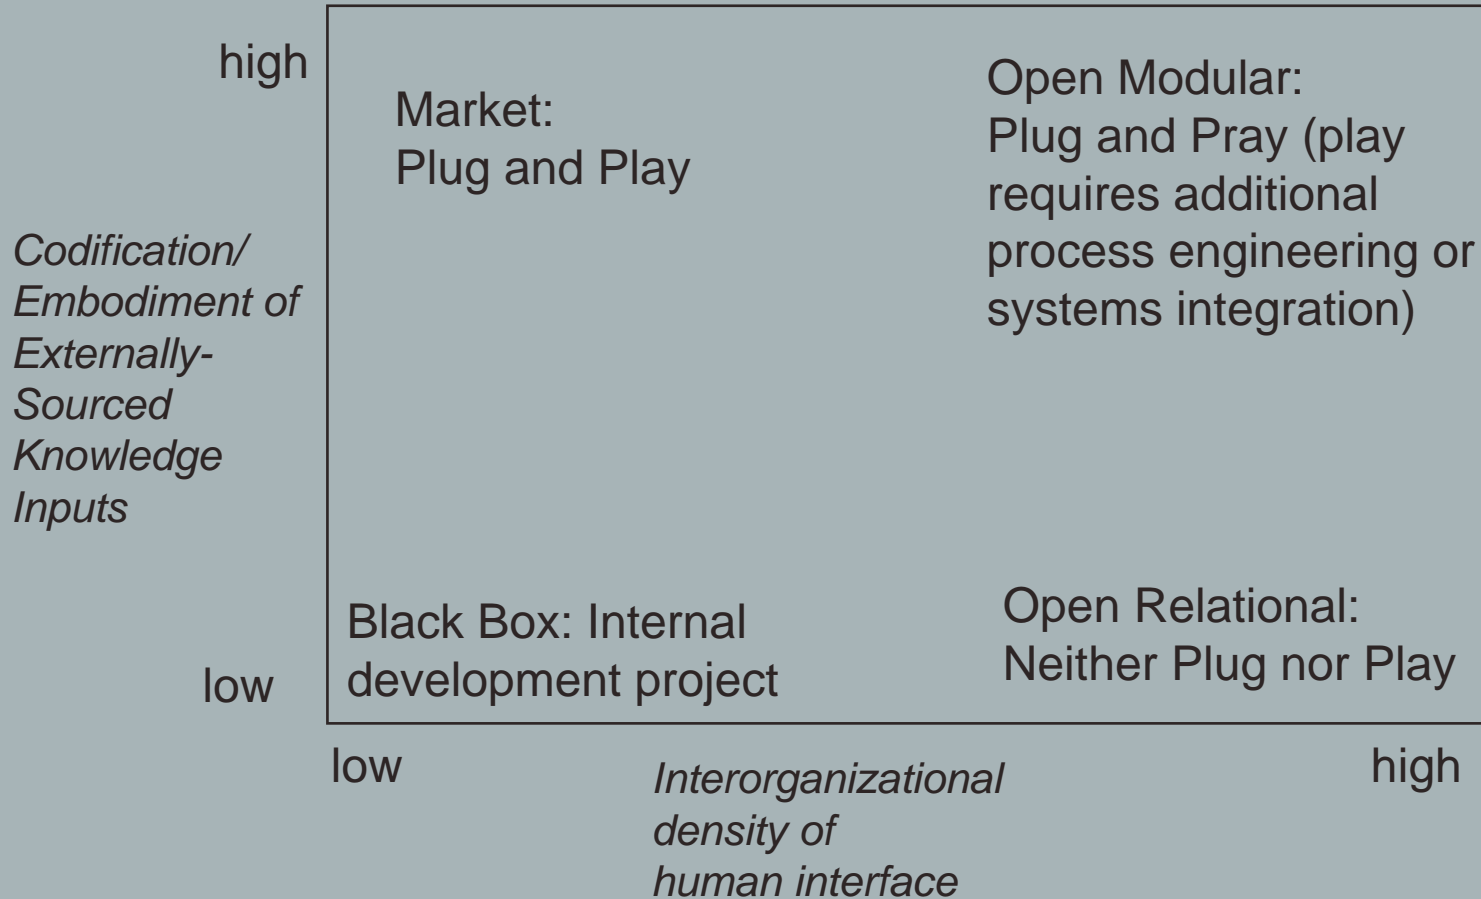 high
Market:
Plug and Play
Open Modular:
Plug and Pray (play
requires additional
process engineering or
systems integration)
Codification/
Embodiment of
Externally-
Sourced
Knowledge
Inputs
Black Box: Internal
development project
Open Relational:
Neither Plug nor Play
low
low
Interorganizational
density of
human interface
high